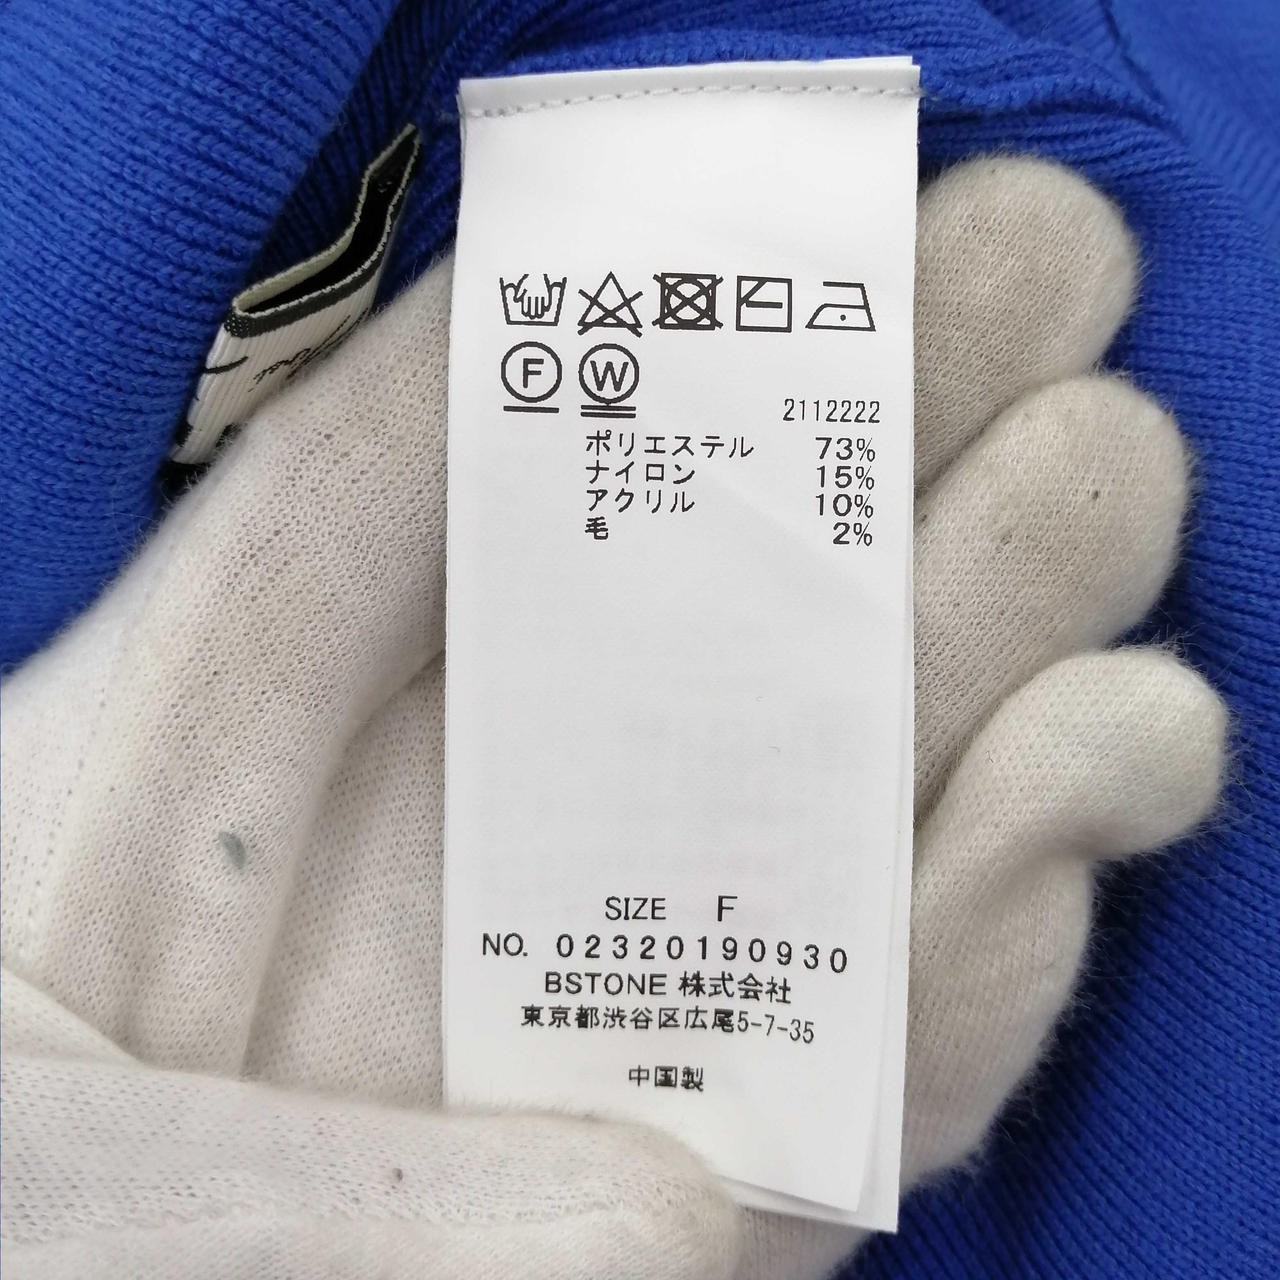 F W
2112222
ポリエステル 73%
ナイロン 15%
アクリル 10%
毛 2%
SIZE F
NO. 02320190930
BSTONE 株式会社
東京都渋谷区広尾5-7-35
中国製